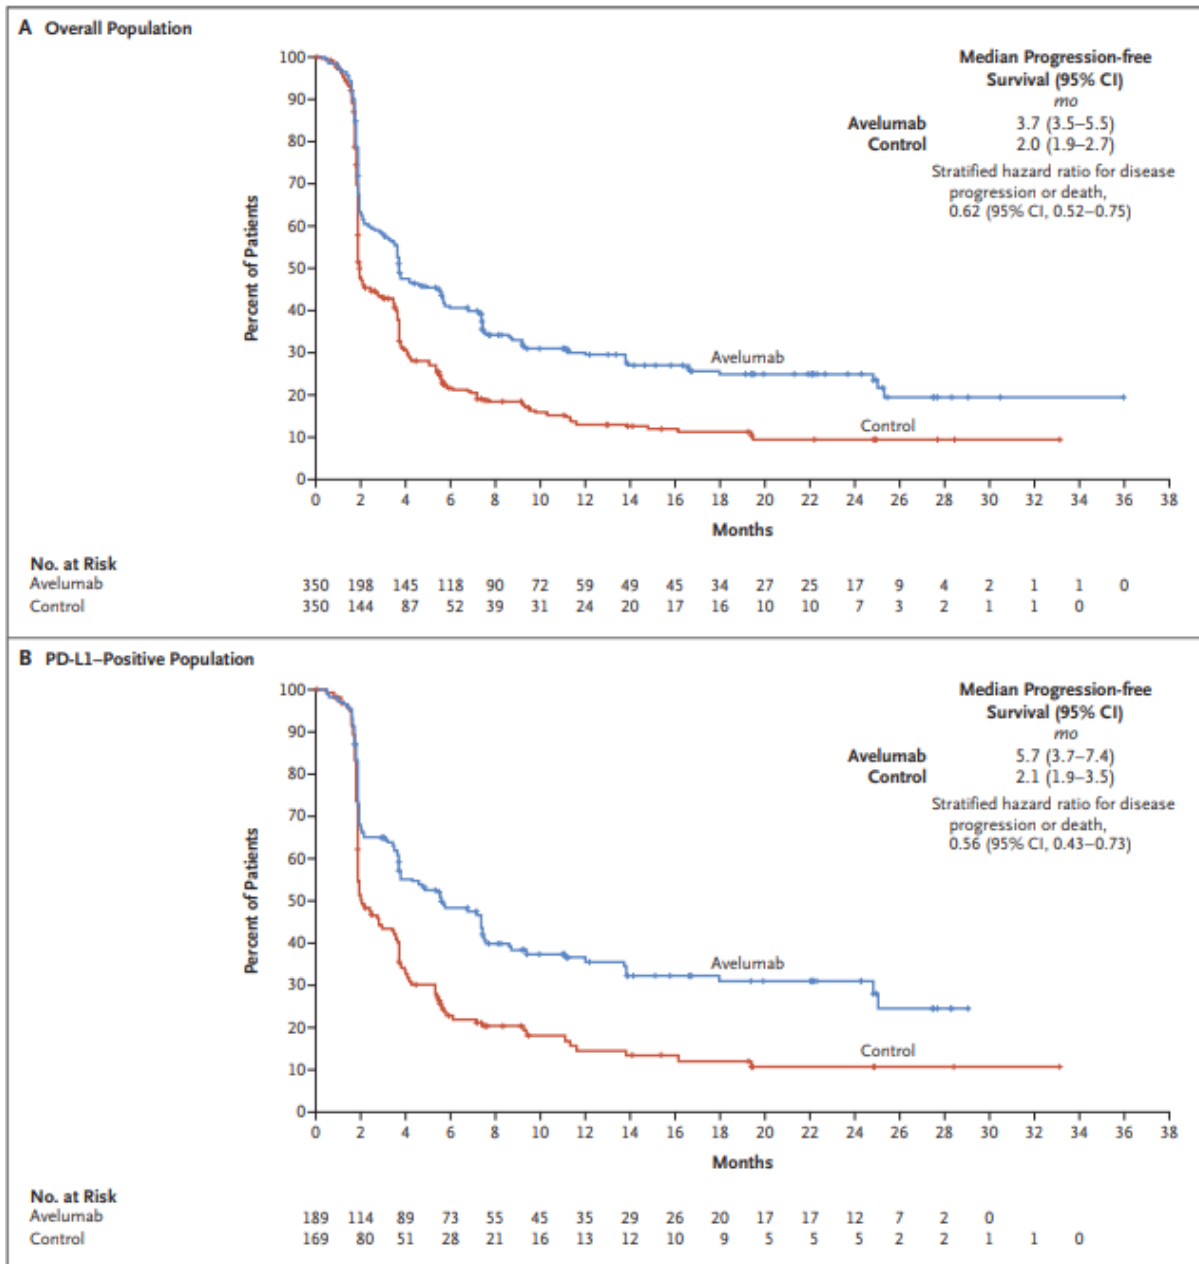 A Overall Population
Median Progression-free
Survival (95% CI)
mo
Avelumab 3.7 (3.5–5.5)
Control 2.0 (1.9–2.7)
Stratified hazard ratio for disease
progression or death,
0.62 (95% CI, 0.52–0.75)
Percent of Patients
100
90
80
70
60
50
40
30
20
10
0
Avelumab
Control
0 2 4 6 8 10 12 14 16 18 20 22 24 26 28 30 32 34 36 38
Months
No. at Risk
Avelumab 350 198 145 118 90 72 59 49 45 34 27 25 17 9 4 2 1 1 0
Control 350 144 87 52 39 31 24 20 17 16 10 10 7 3 2 1 1 0
B PD-L1–Positive Population
Median Progression-free
Survival (95% CI)
mo
Avelumab 5.7 (3.7–7.4)
Control 2.1 (1.9–3.5)
Stratified hazard ratio for disease
progression or death,
0.56 (95% CI, 0.43–0.73)
Percent of Patients
100
90
80
70
60
50
40
30
20
10
0
Avelumab
Control
0 2 4 6 8 10 12 14 16 18 20 22 24 26 28 30 32 34 36 38
Months
No. at Risk
Avelumab 189 114 89 73 55 45 35 29 26 20 17 17 12 7 2 0
Control 169 80 51 28 21 16 13 12 10 9 5 5 5 2 2 1 1 0